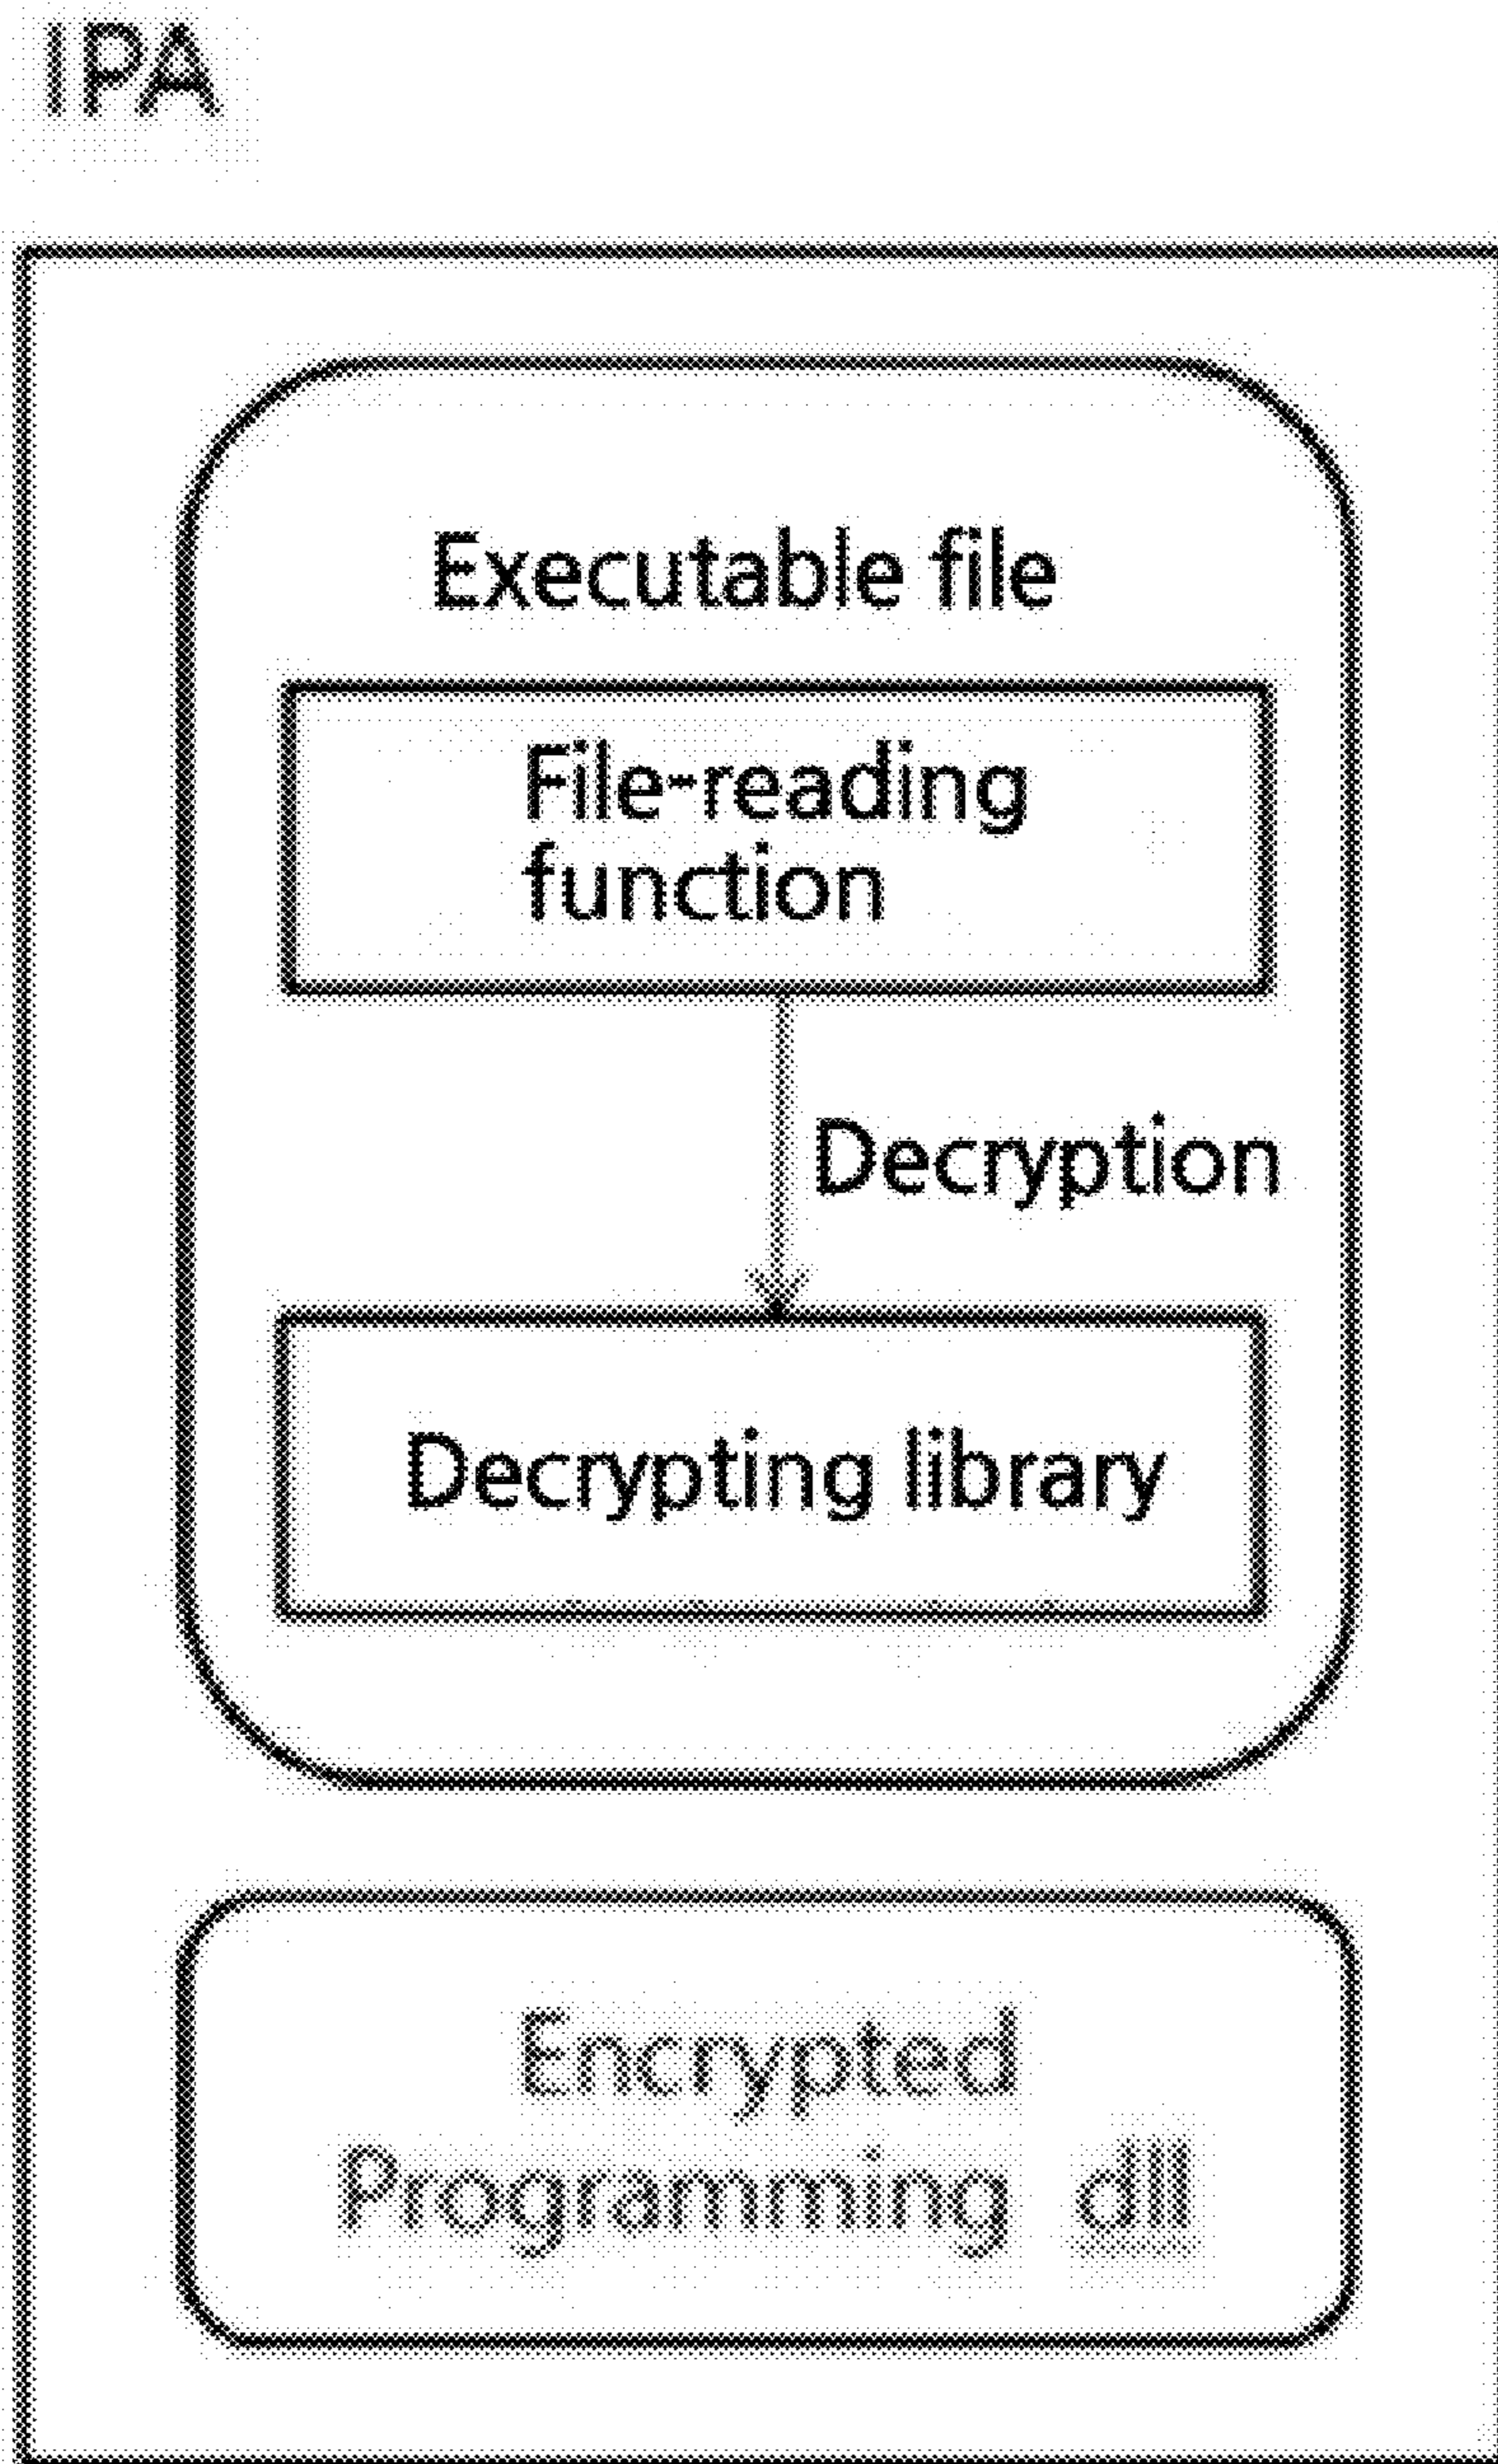 IPA
Executable file
File-reading
function
Decryption
Decrypting library
Encrypted
Programming dll